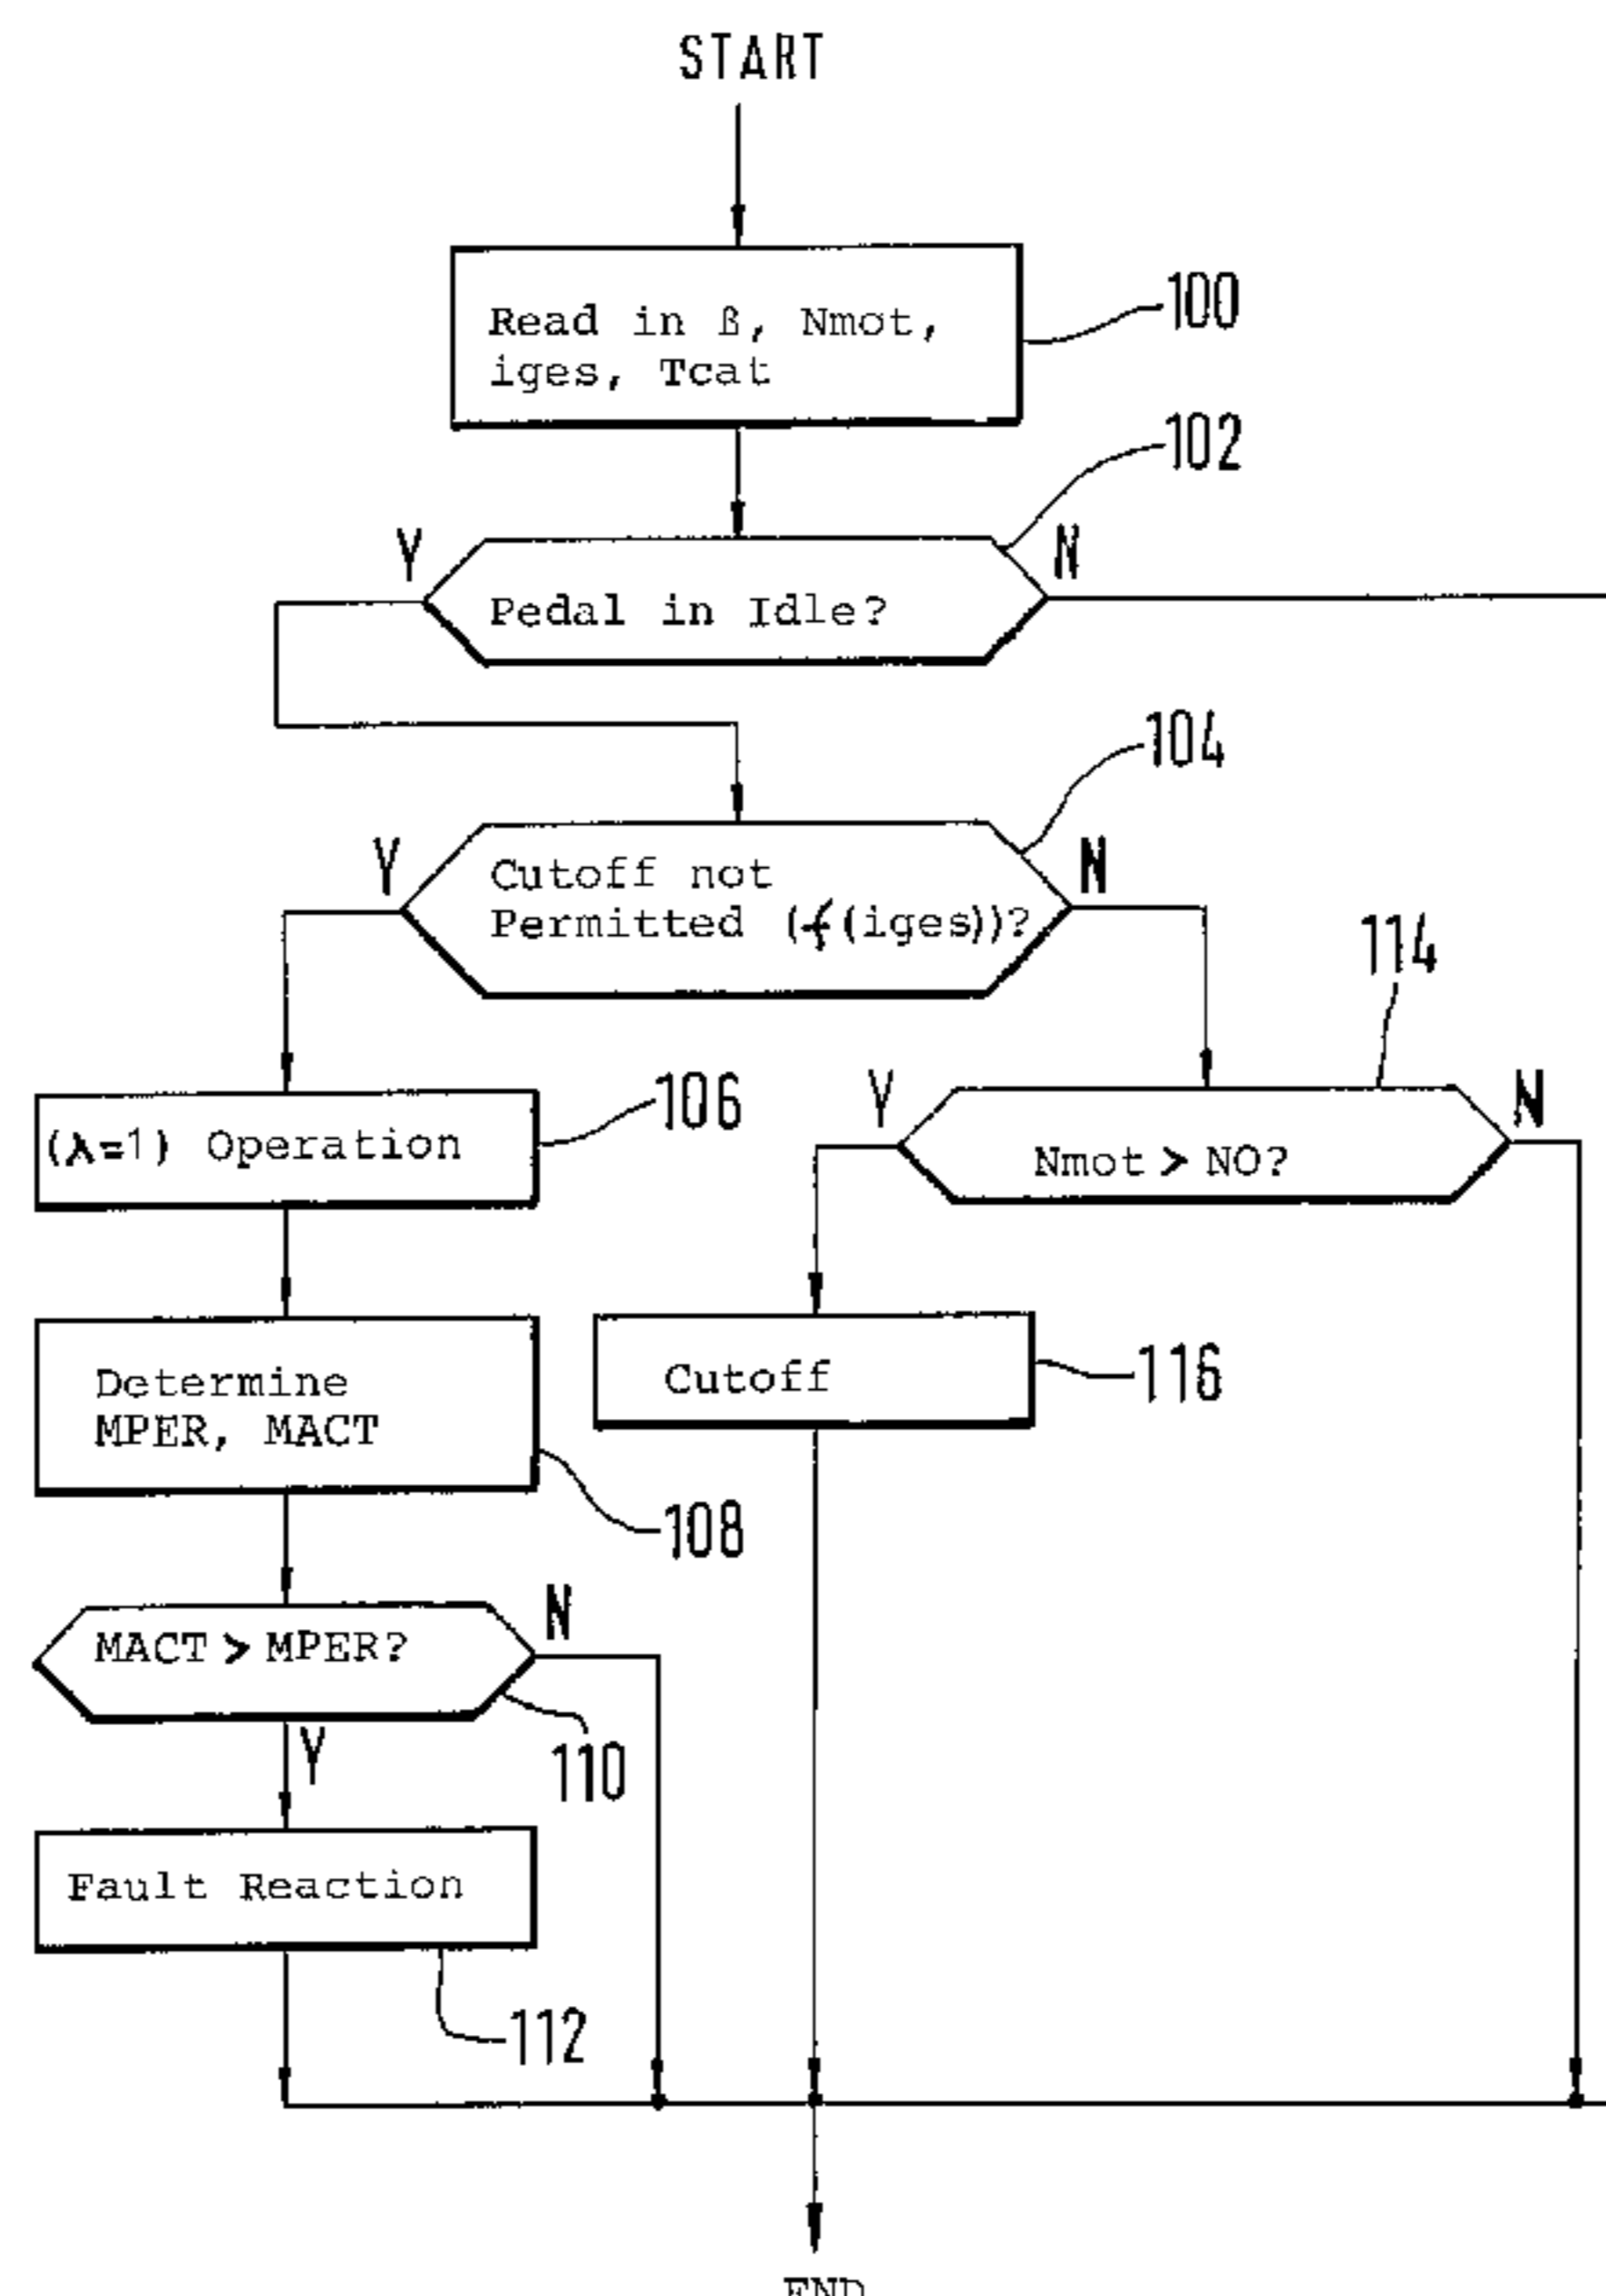 START
Read in ß, Nmot,
iges, Tcat
100
102
Y
N
Pedal in Idle?
104
Y
N
Cutoff not
Permitted (f(iges))?
114
106
Y
N
(λ=1) Operation
Nmot > NO?
Determine
MPER, MACT
Cutoff
116
108
N
MACT > MPER?
Y
110
Fault Reaction
112
END